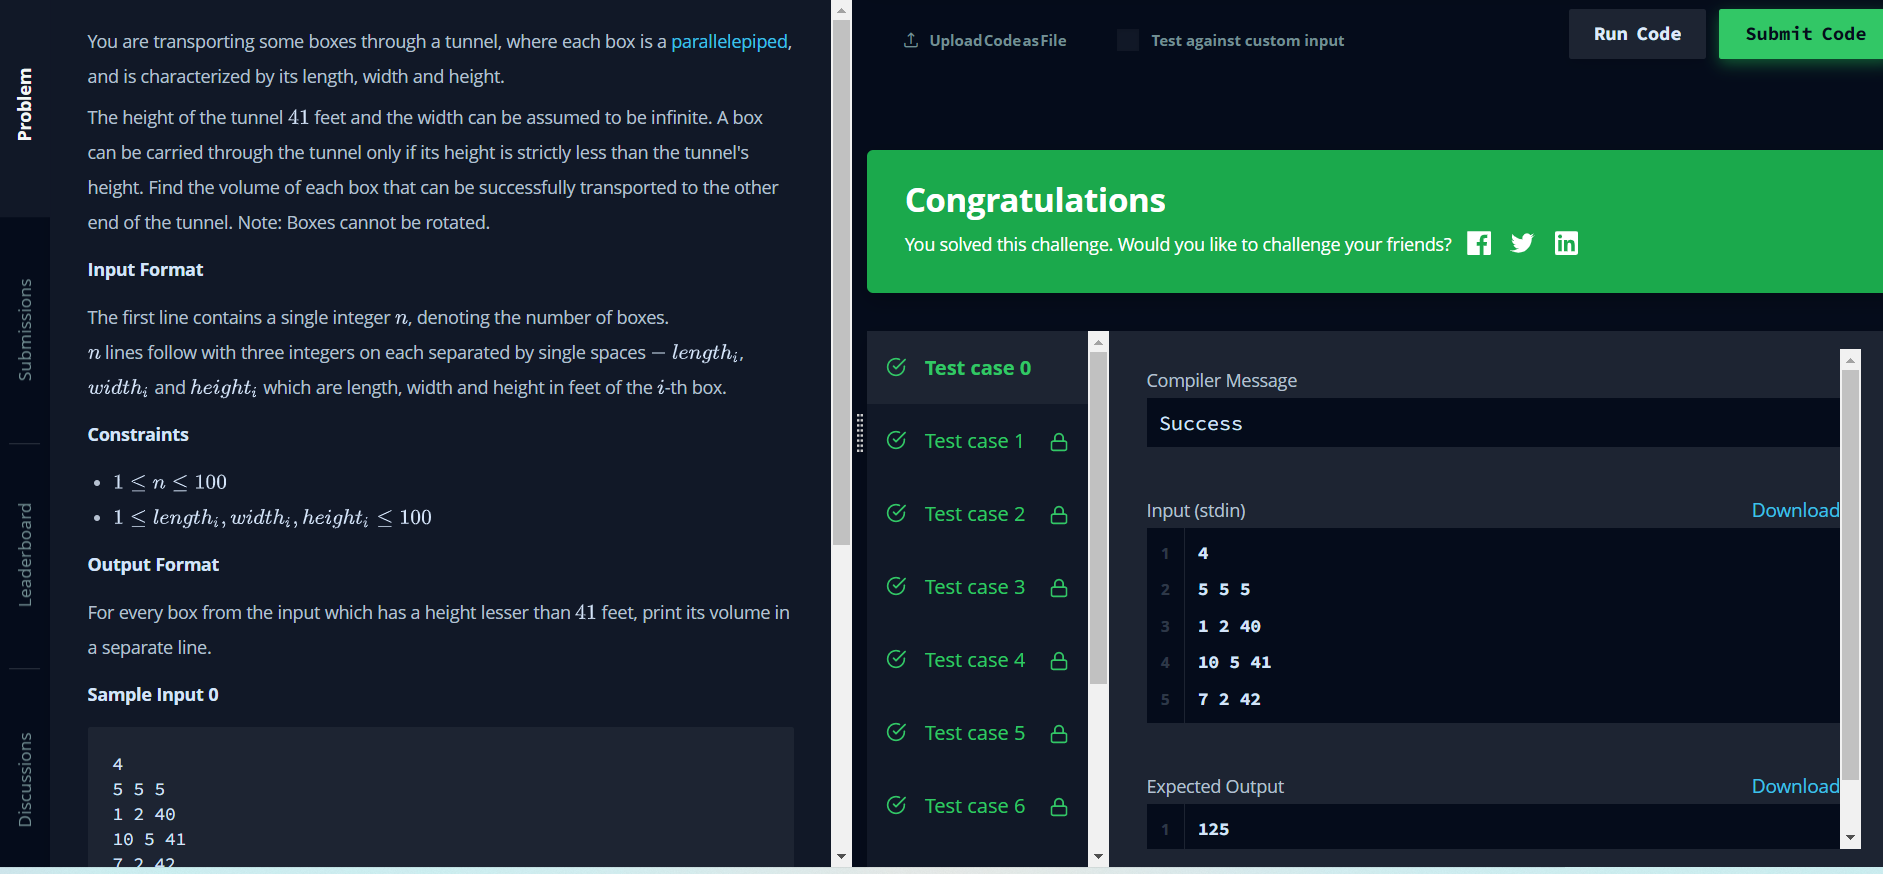 Problem
Submissions
Leaderboard
Discussions
You are transporting some boxes through a tunnel, where each box is a parallelepiped,
and is characterized by its length, width and height.
The height of the tunnel 41 feet and the width can be assumed to be infinite. A box
can be carried through the tunnel only if its height is strictly less than the tunnel's
height. Find the volume of each box that can be successfully transported to the other
end of the tunnel. Note: Boxes cannot be rotated.
Input Format
The first line contains a single integer n, denoting the number of boxes.
n lines follow with three integers on each separated by single spaces − lengthᵢ,
widthᵢ and heightᵢ which are length, width and height in feet of the i-th box.
Constraints
• 1 ≤ n ≤ 100
• 1 ≤ lengthᵢ, widthᵢ, heightᵢ ≤ 100
Output Format
For every box from the input which has a height lesser than 41 feet, print its volume in
a separate line.
Sample Input 0
4
5 5 5
1 2 40
10 5 41
7 2 42
Upload Code as File
Test against custom input
Run Code
Submit Code
Congratulations
You solved this challenge. Would you like to challenge your friends?
Test case 0
Test case 1
Test case 2
Test case 3
Test case 4
Test case 5
Test case 6
Compiler Message
Success
Input (stdin) Download
1 4
2 5 5 5
3 1 2 40
4 10 5 41
5 7 2 42
Expected Output Download
1 125